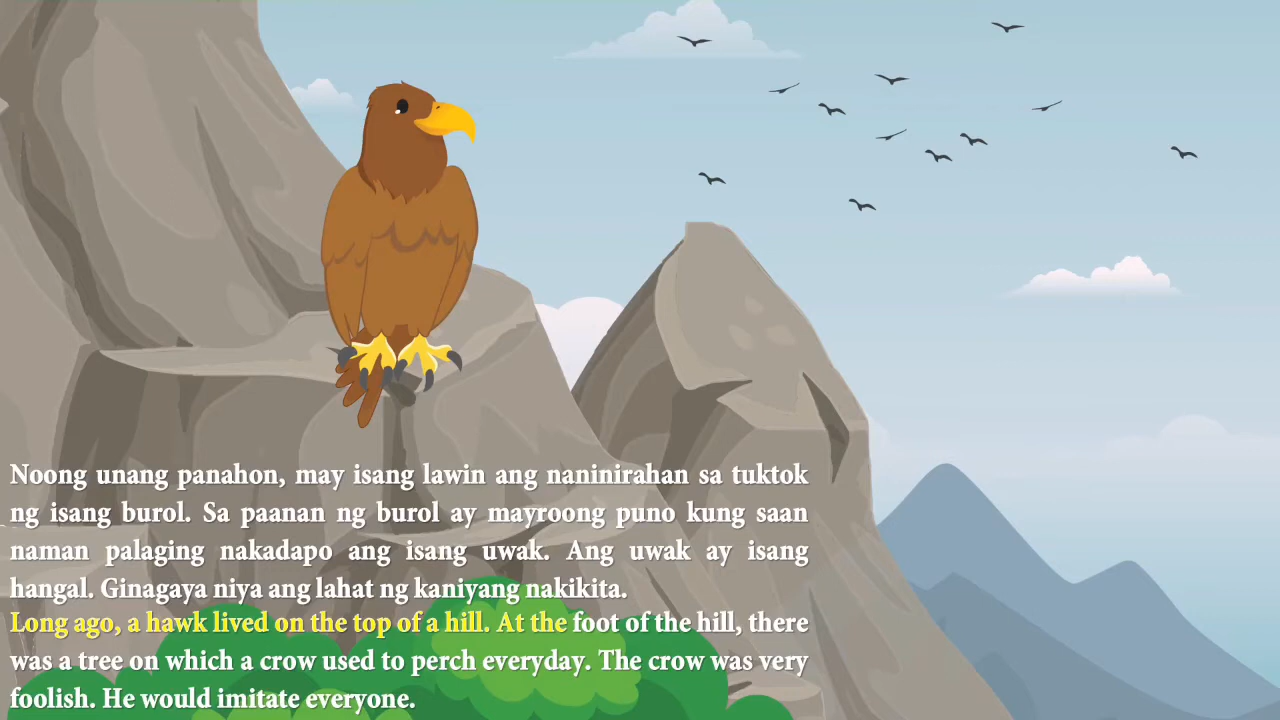 Noong unang panahon, may isang lawin ang naninirahan sa tuktok
ng isang burol. Sa paanan ng burol ay mayroong puno kung saan
naman palaging nakadapo ang isang uwak. Ang uwak ay isang
hangal. Ginagaya niya ang lahat ng kaniyang nakikita.
Long ago, a hawk lived on the top of a hill. At the foot of the hill, there
was a tree on which a crow used to perch everyday. The crow was very
foolish. He would imitate everyone.